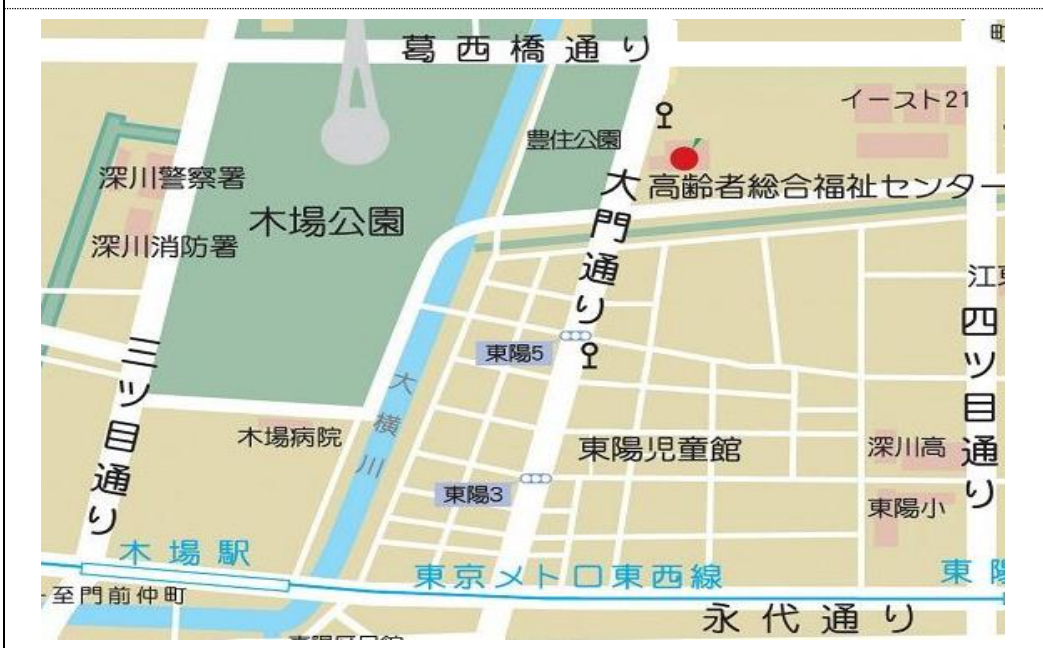 葛西橋通り
イースト21
豊住公園
深川警察署
高齢者総合福祉センター
木場公園
深川消防署
大門通り
三ツ目通り
四ツ目通り
東陽5
大横川
木場病院
東陽児童館
深川高
東陽3
東陽小
木場駅
東京メトロ東西線
至門前仲町
永代通り